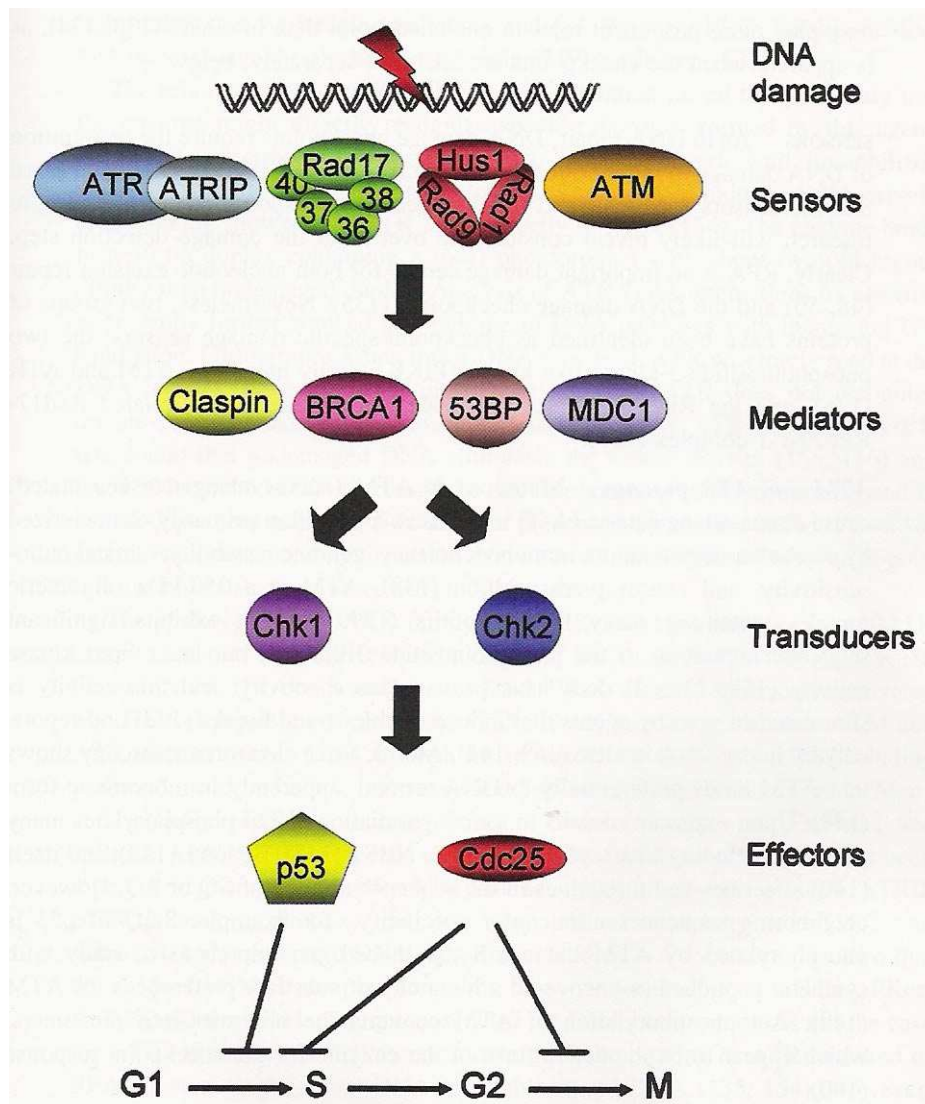 DNA
damage
ATR
ATRIP
40
Rad17
38
37
36
Hus1
Rad9
Rad1
ATM
Sensors
Claspin
BRCA1
53BP
MDC1
Mediators
Chk1
Chk2
Transducers
p53
Cdc25
Effectors
G1
S
G2
M